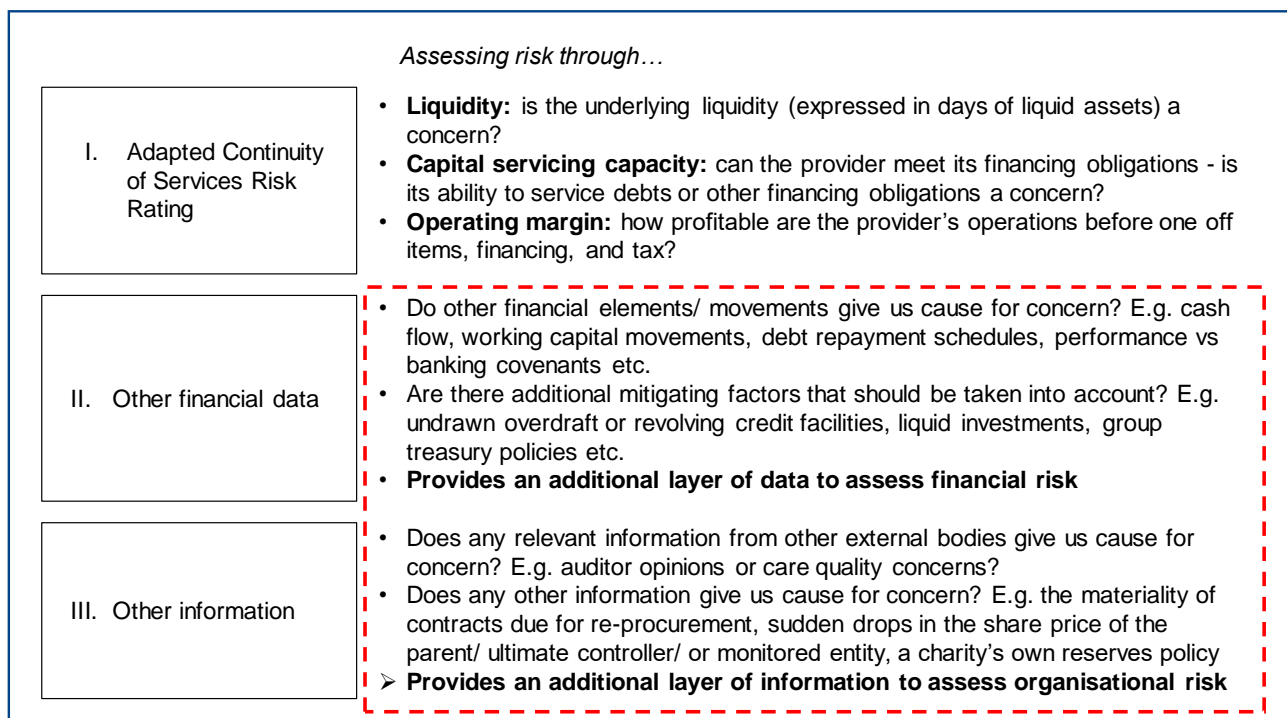 Assessing risk through…
I. Adapted Continuity
of Services Risk
Rating
• Liquidity: is the underlying liquidity (expressed in days of liquid assets) a
concern?
• Capital servicing capacity: can the provider meet its financing obligations - is
its ability to service debts or other financing obligations a concern?
• Operating margin: how profitable are the provider’s operations before one off
items, financing, and tax?
II. Other financial data
• Do other financial elements/ movements give us cause for concern? E.g. cash
flow, working capital movements, debt repayment schedules, performance vs
banking covenants etc.
• Are there additional mitigating factors that should be taken into account? E.g.
undrawn overdraft or revolving credit facilities, liquid investments, group
treasury policies etc.
• Provides an additional layer of data to assess financial risk
III. Other information
• Does any relevant information from other external bodies give us cause for
concern? E.g. auditor opinions or care quality concerns?
• Does any other information give us cause for concern? E.g. the materiality of
contracts due for re-procurement, sudden drops in the share price of the
parent/ ultimate controller/ or monitored entity, a charity’s own reserves policy
➢ Provides an additional layer of information to assess organisational risk